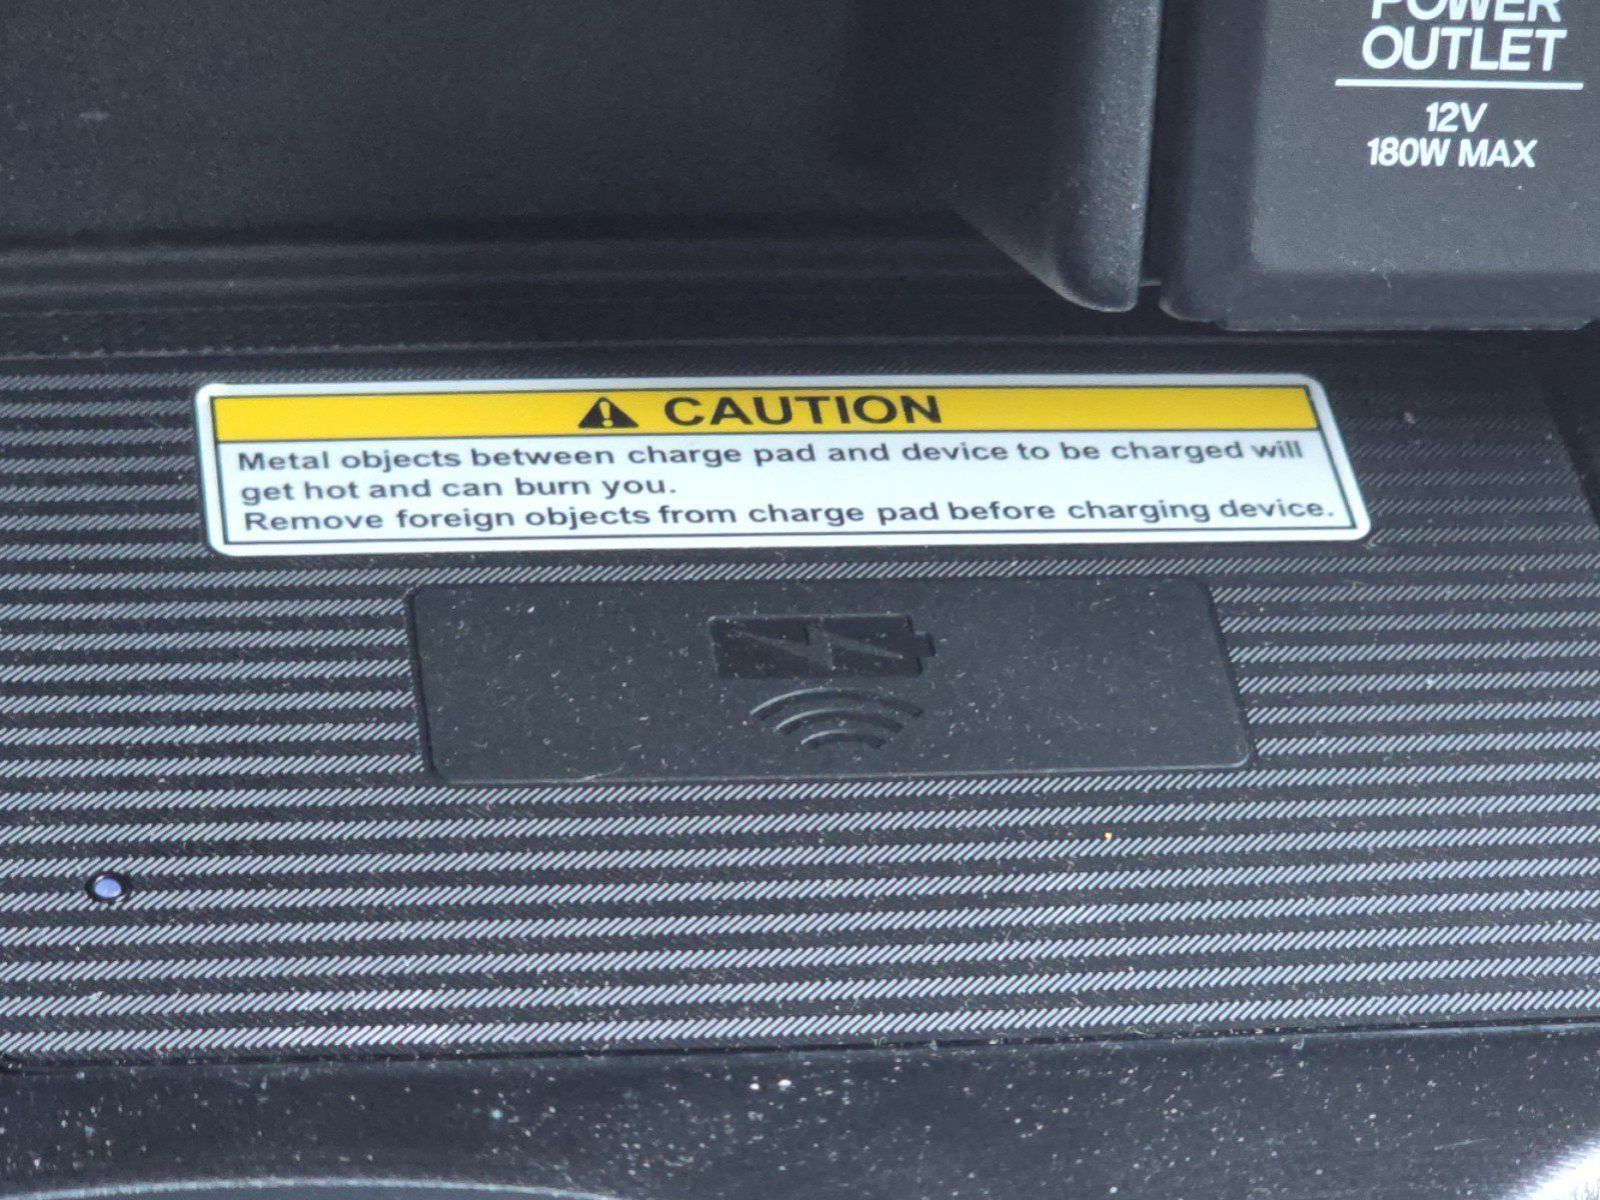 POWER
OUTLET
12V
180W MAX
CAUTION
Metal objects between charge pad and device to be charged will
get hot and can burn you.
Remove foreign objects from charge pad before charging device.